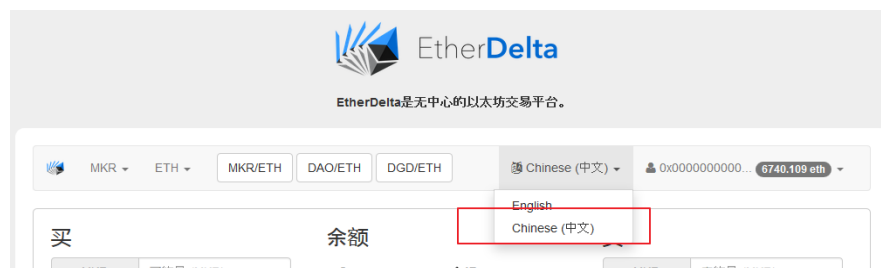 EtherDelta
EtherDelta是无中心的以太坊交易平台。
MKR ETH MKR/ETH DAO/ETH DGD/ETH Chinese (中文) 0x0000000000... 6740.109 eth
English
Chinese (中文)
买 余额